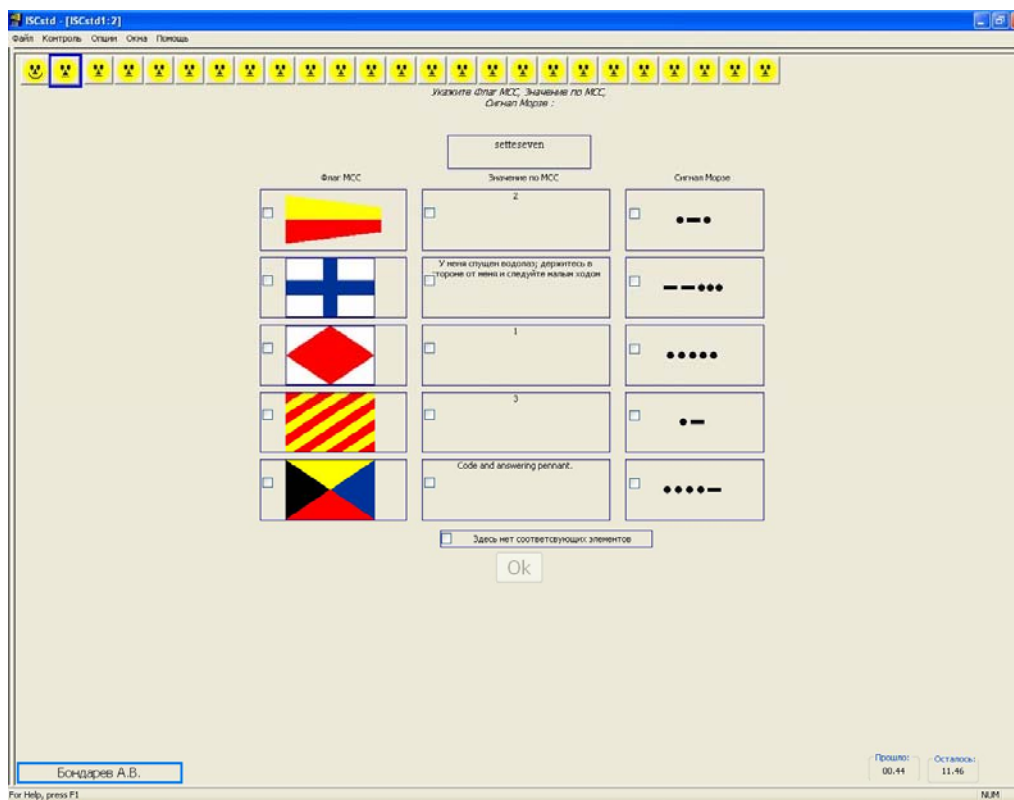 ISCstd - [ISCstd1:2]
Файл Контроль Опции Окна Помощь
Укажите Флаг МСС, Значение по МСС,
Сигнал Морзе :
setteseven
Флаг МСС Значение по МСС Сигнал Морзе
2
У меня спущен водолаз; держитесь в
стороне от меня и следуйте малым ходом
1
3
Code and answering pennant.
Здесь нет соответсвующих элементов
Ok
Прошло: Осталось:
00.44 11.46
Бондарев А.В.
For Help, press F1 NUM